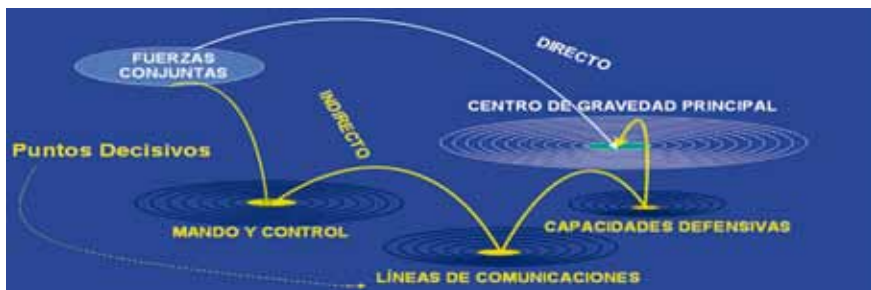 FUERZAS
CONJUNTAS
DIRECTO
INDIRECTO
CENTRO DE GRAVEDAD PRINCIPAL
Puntos Decisivos
MANDO Y CONTROL
CAPACIDADES DEFENSIVAS
LÍNEAS DE COMUNICACIONES